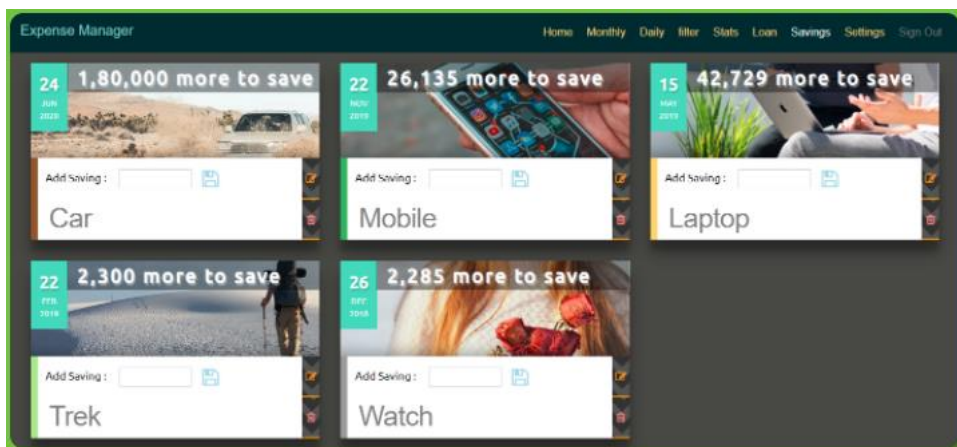 Expense Manager
Home Monthly Daily filter Stats Loan Savings Settings Sign Out
24 JUN 2020
1,80,000 more to save
Add Saving :
Car
22 NOV 2019
26,135 more to save
Add Saving :
Mobile
15 MAY 2019
42,729 more to save
Add Saving :
Laptop
22 FEB 2019
2,300 more to save
Add Saving :
Trek
26 DEC 2018
2,285 more to save
Add Saving :
Watch